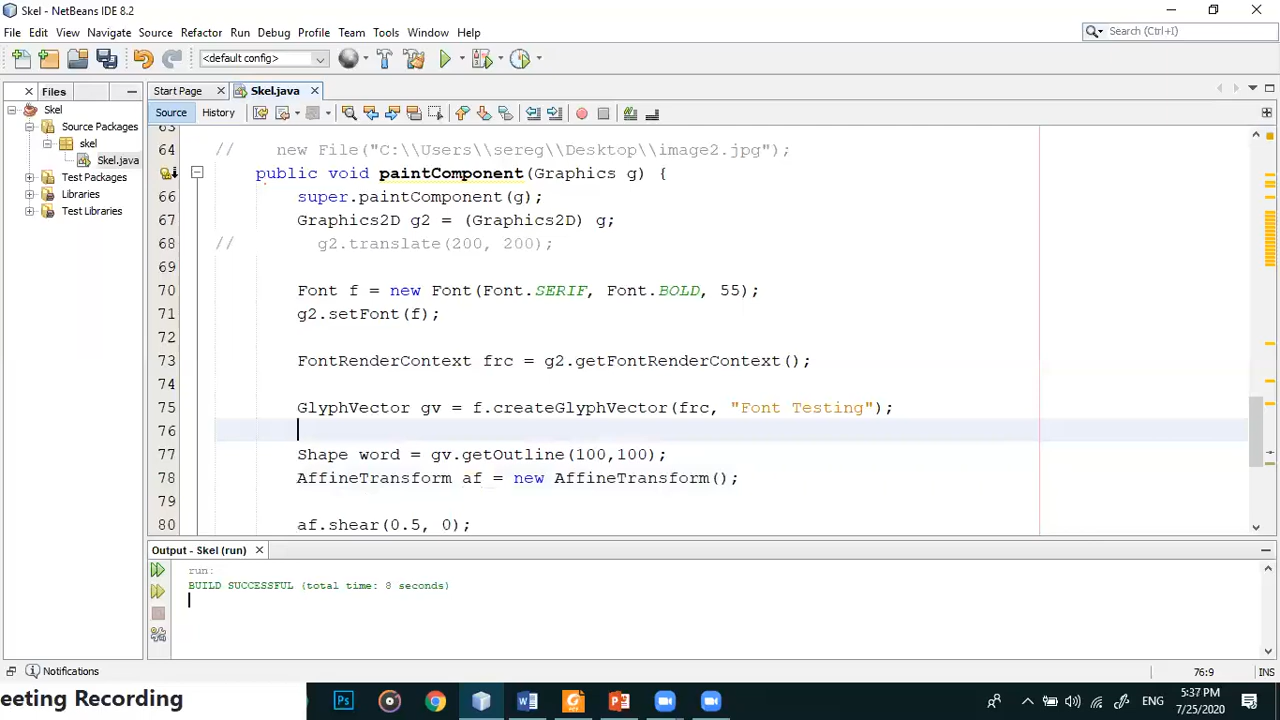 Skel - NetBeans IDE 8.2
File Edit View Navigate Source Refactor Run Debug Profile Team Tools Window Help
Search (Ctrl+I)
<default config>
Files
Start Page
Skel.java
Source History
Skel
Source Packages
skel
Skel.java
Test Packages
Libraries
Test Libraries
63
64 // new File("C:\\Users\\sereg\\Desktop\\image2.jpg");
public void paintComponent(Graphics g) {
66 super.paintComponent(g);
67 Graphics2D g2 = (Graphics2D) g;
68 // g2.translate(200, 200);
69
70 Font f = new Font(Font.SERIF, Font.BOLD, 55);
71 g2.setFont(f);
72
73 FontRenderContext frc = g2.getFontRenderContext();
74
75 GlyphVector gv = f.createGlyphVector(frc, "Font Testing");
76
77 Shape word = gv.getOutline(100,100);
78 AffineTransform af = new AffineTransform();
79
80 af.shear(0.5, 0);
Output - Skel (run)
run:
BUILD SUCCESSFUL (total time: 8 seconds)
Notifications
76:9
INS
eeting Recording
Ps
ENG
5:37 PM
7/25/2020